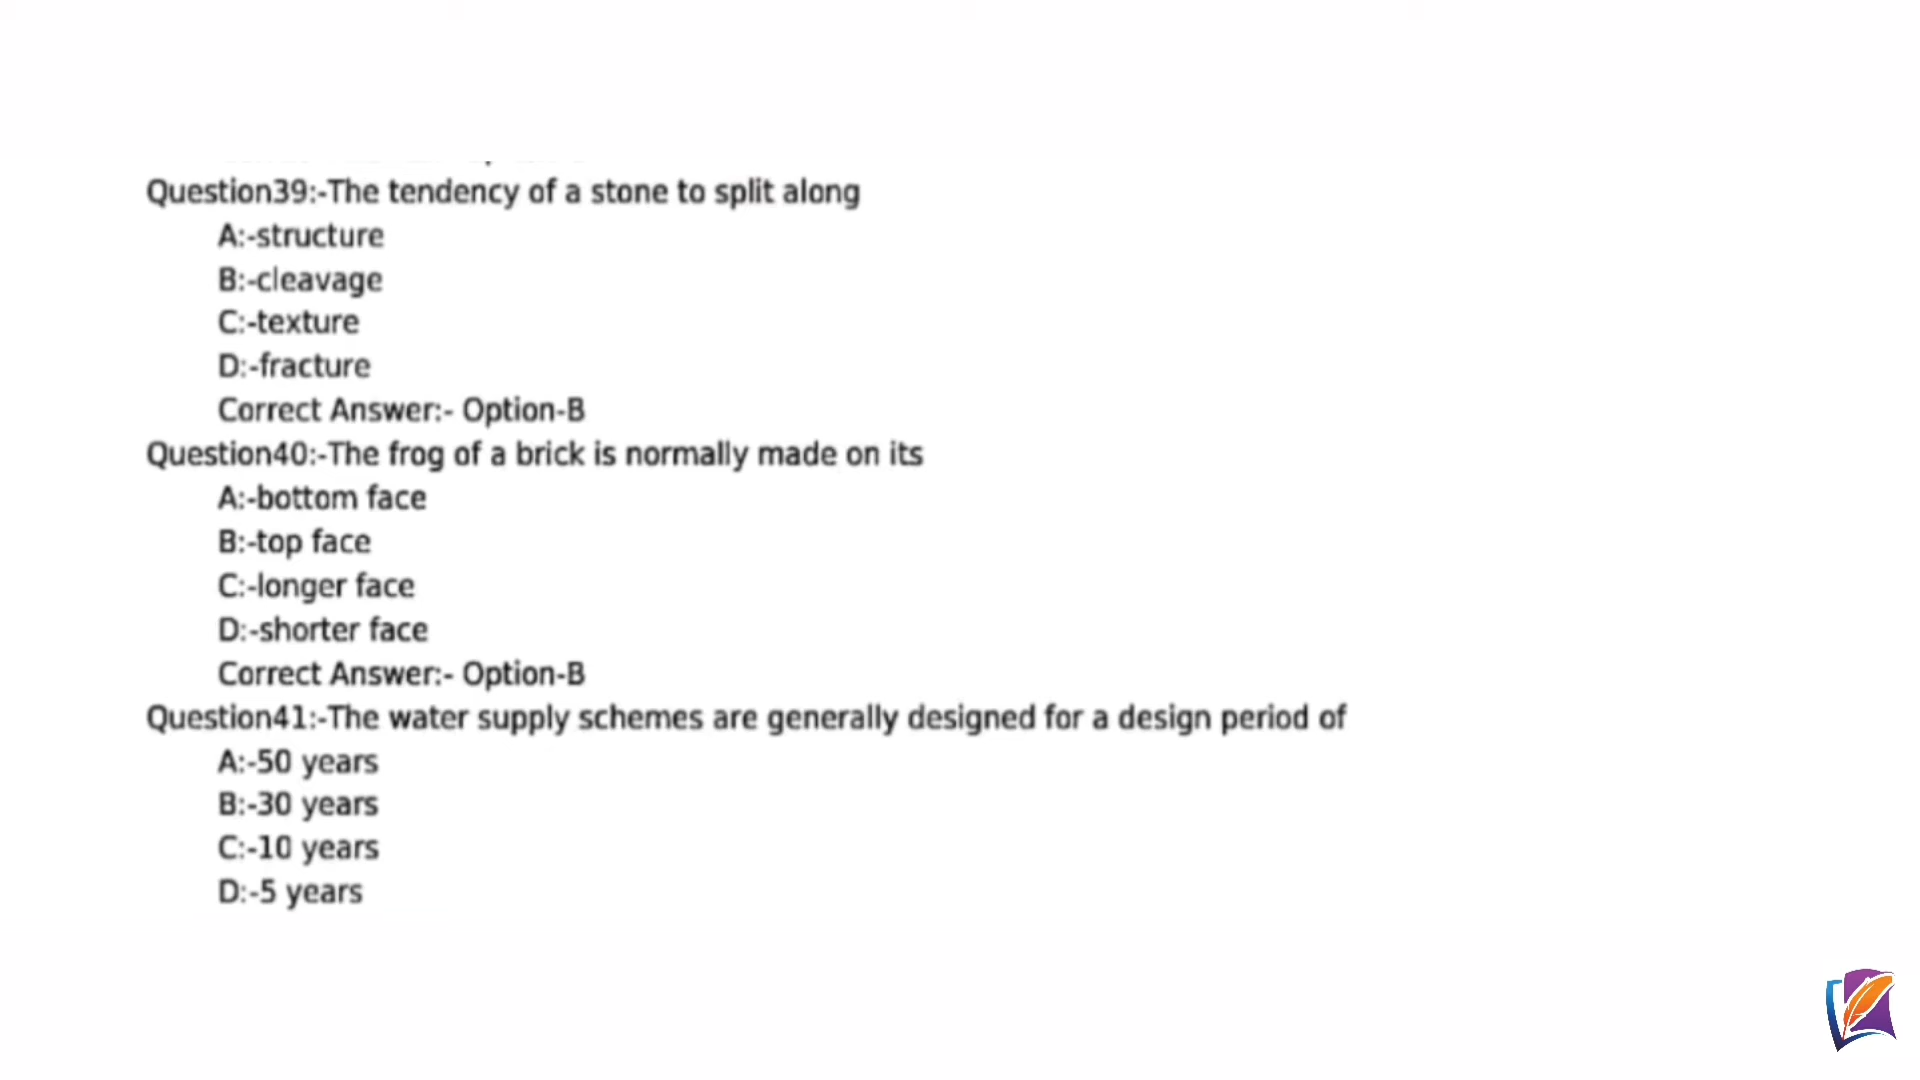 Question39:-The tendency of a stone to split along
A:-structure
B:-cleavage
C:-texture
D:-fracture
Correct Answer:- Option-B
Question40:-The frog of a brick is normally made on its
A:-bottom face
B:-top face
C:-longer face
D:-shorter face
Correct Answer:- Option-B
Question41:-The water supply schemes are generally designed for a design period of
A:-50 years
B:-30 years
C:-10 years
D:-5 years